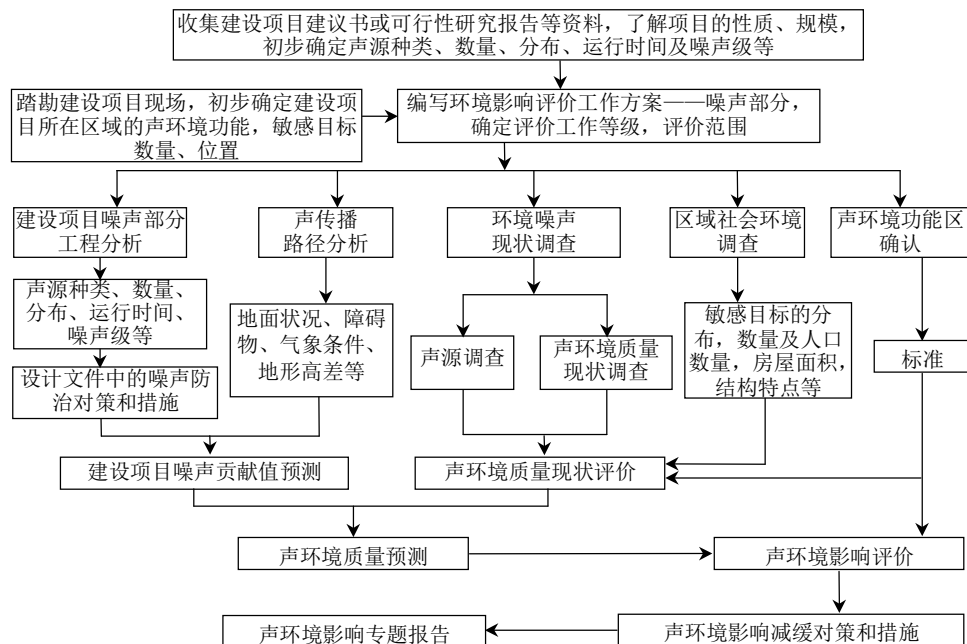 收集建设项目建议书或可行性研究报告等资料，了解项目的性质、规模，
初步确定声源种类、数量、分布、运行时间及噪声级等
踏勘建设项目现场，初步确定建设项
目所在区域的声环境功能，敏感目标
数量、位置
编写环境影响评价工作方案——噪声部分，
确定评价工作等级，评价范围
建设项目噪声部分
工程分析
声传播
路径分析
环境噪声
现状调查
区域社会环境
调查
声环境功能区
确认
声源种类、数量、
分布、运行时间、
噪声级等
地面状况、障碍
物、气象条件、
地形高差等
声源调查
声环境质量
现状调查
敏感目标的分
布，数量及人口
数量，房屋面积，
结构特点等
标准
设计文件中的噪声防
治对策和措施
建设项目噪声贡献值预测
声环境质量现状评价
声环境质量预测
声环境影响评价
声环境影响专题报告
声环境影响减缓对策和措施